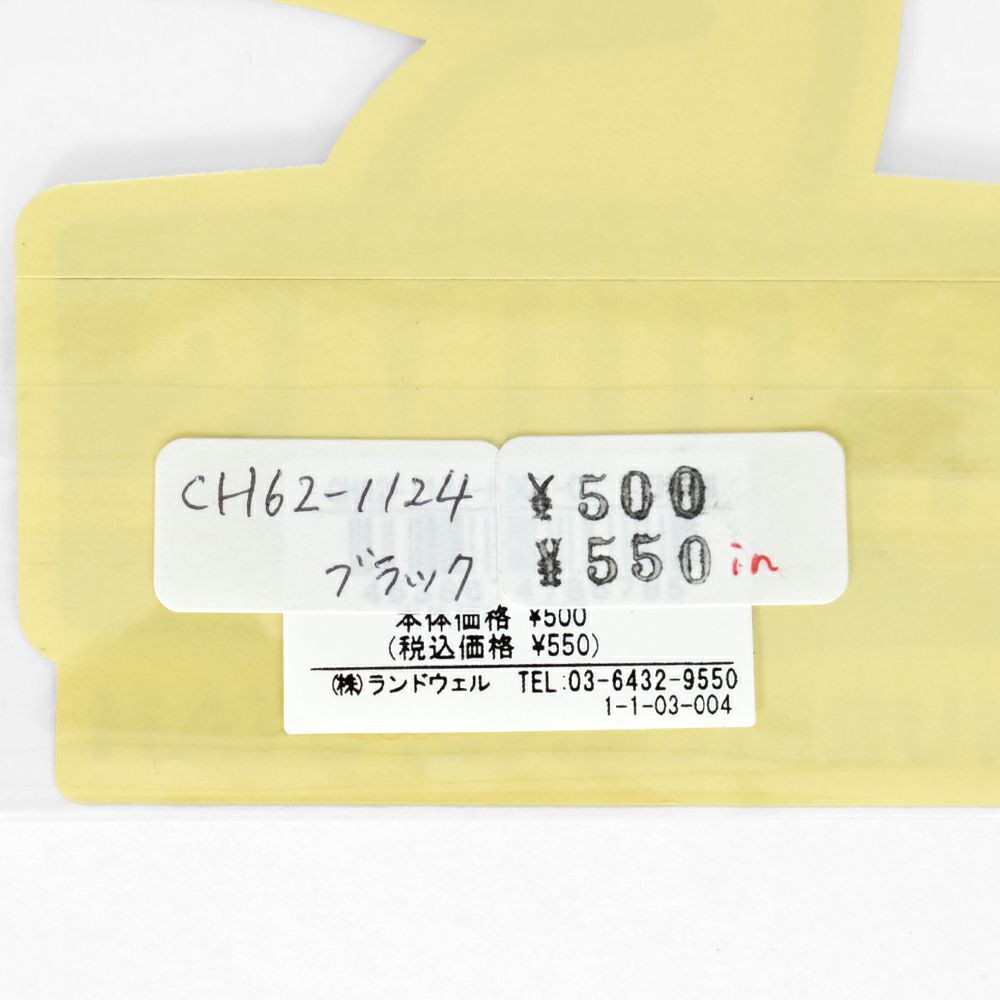 CH62-1124
ブラック
¥500
¥550 in
本体価格 ¥500
(税込価格 ¥550)
(株)ランドウェル TEL:03-6432-9550
1-1-03-004